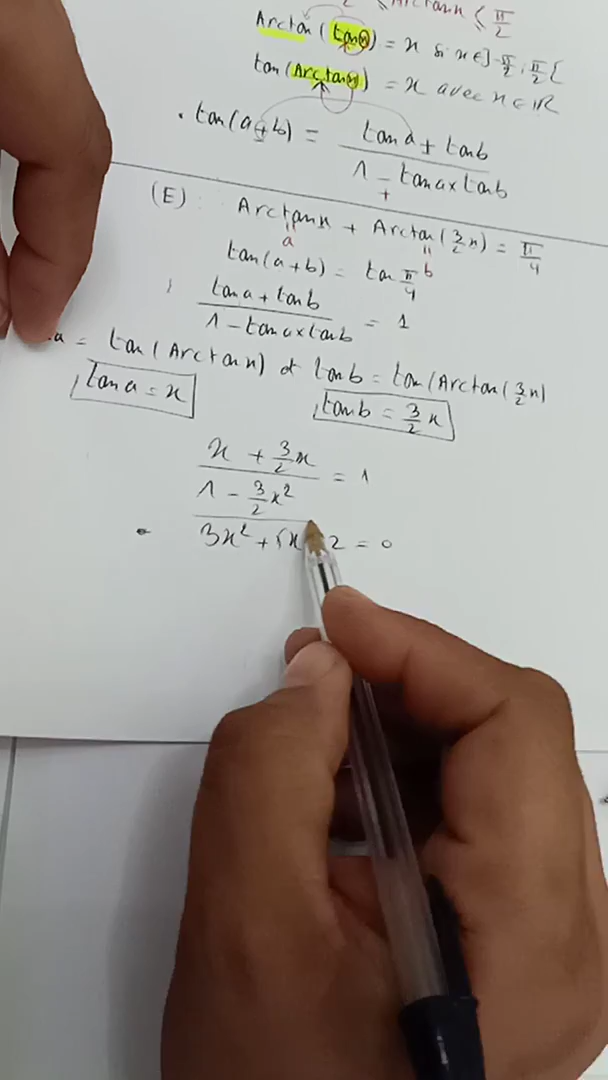 Arctan x ≤ π/2
Arctan(tan(x)) = x si x ∈ ]-π/2 ; π/2[
tan(Arctan(x)) = x avec x ∈ ℝ
• tan(a+b) = (tan a + tan b)/(1 - tan a × tan b)
+
(E) : Arctan x + Arctan(3/2 x) = π/4
a b
tan(a+b) = tan π/4
(tan a + tan b)/(1 - tan a × tan b) = 1
a = tan(Arctan x) et tan b = tan(Arctan(3/2 x)
tan a = x tan b = 3/2 x
(x + 3/2 x)/(1 - 3/2 x²) = 1
3x² + 5x 2 = 0